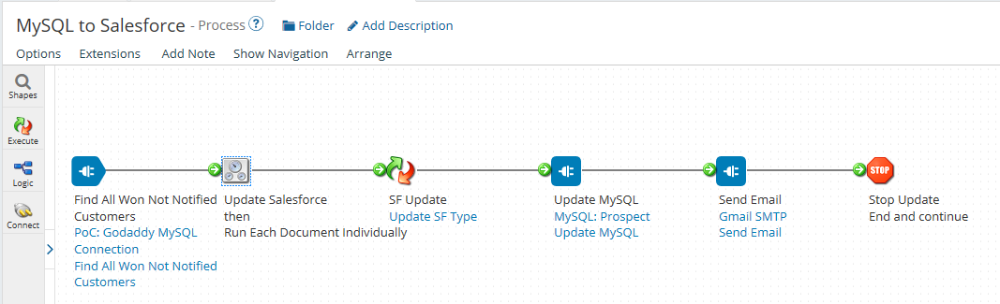 MySQL to Salesforce - Process ? Folder Add Description
Options Extensions Add Note Show Navigation Arrange
Shapes
Execute
Logic
Connect
Find All Won Not Notified
Customers
PoC: Godaddy MySQL
Connection
Find All Won Not Notified
Customers
Update Salesforce
then
Run Each Document Individually
SF Update
Update SF Type
Update MySQL
MySQL: Prospect
Update MySQL
Send Email
Gmail SMTP
Send Email
STOP
Stop Update
End and continue